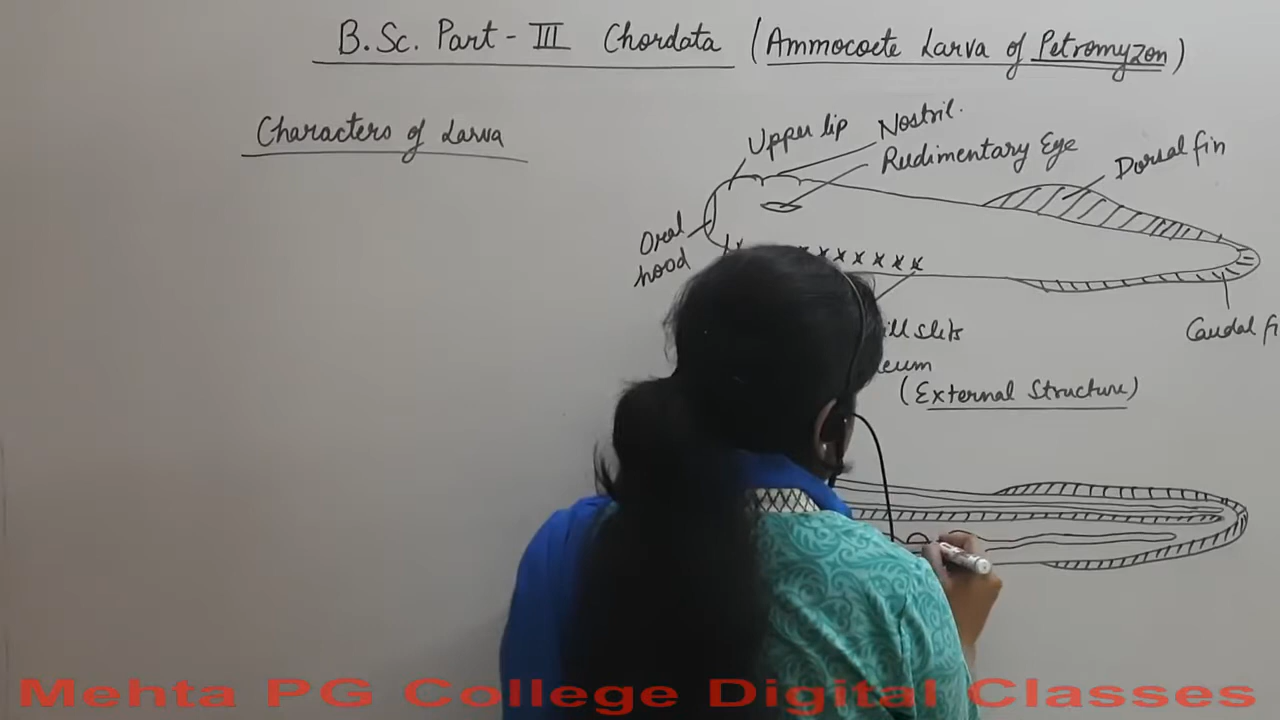 B.Sc. Part - III Chordata (Ammocoete Larva of Petromyzon)
Characters of Larva
Upper lip
Nostril.
Rudimentary Eye
Dorsal fin
Oral
hood
ill slits
Caudal fi
eum
(External Structure)
Mehta PG College Digital Classes